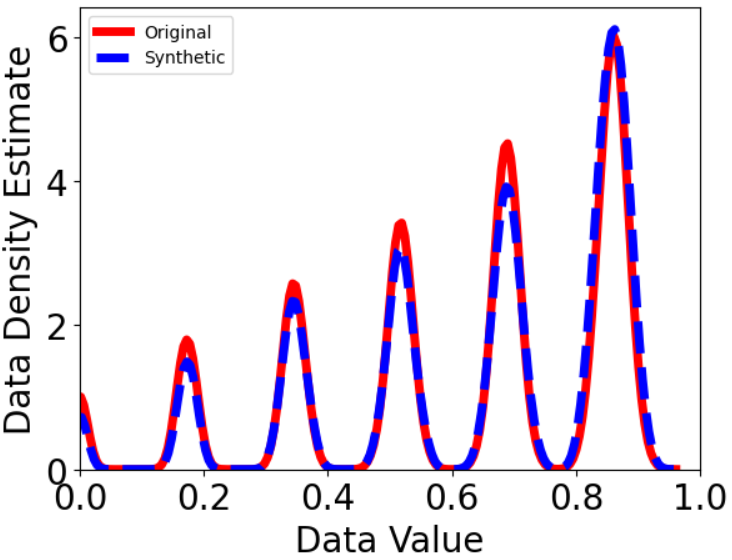 Original
Synthetic
Data Density Estimate
6
4
2
0
0.0 0.2 0.4 0.6 0.8 1.0
Data Value